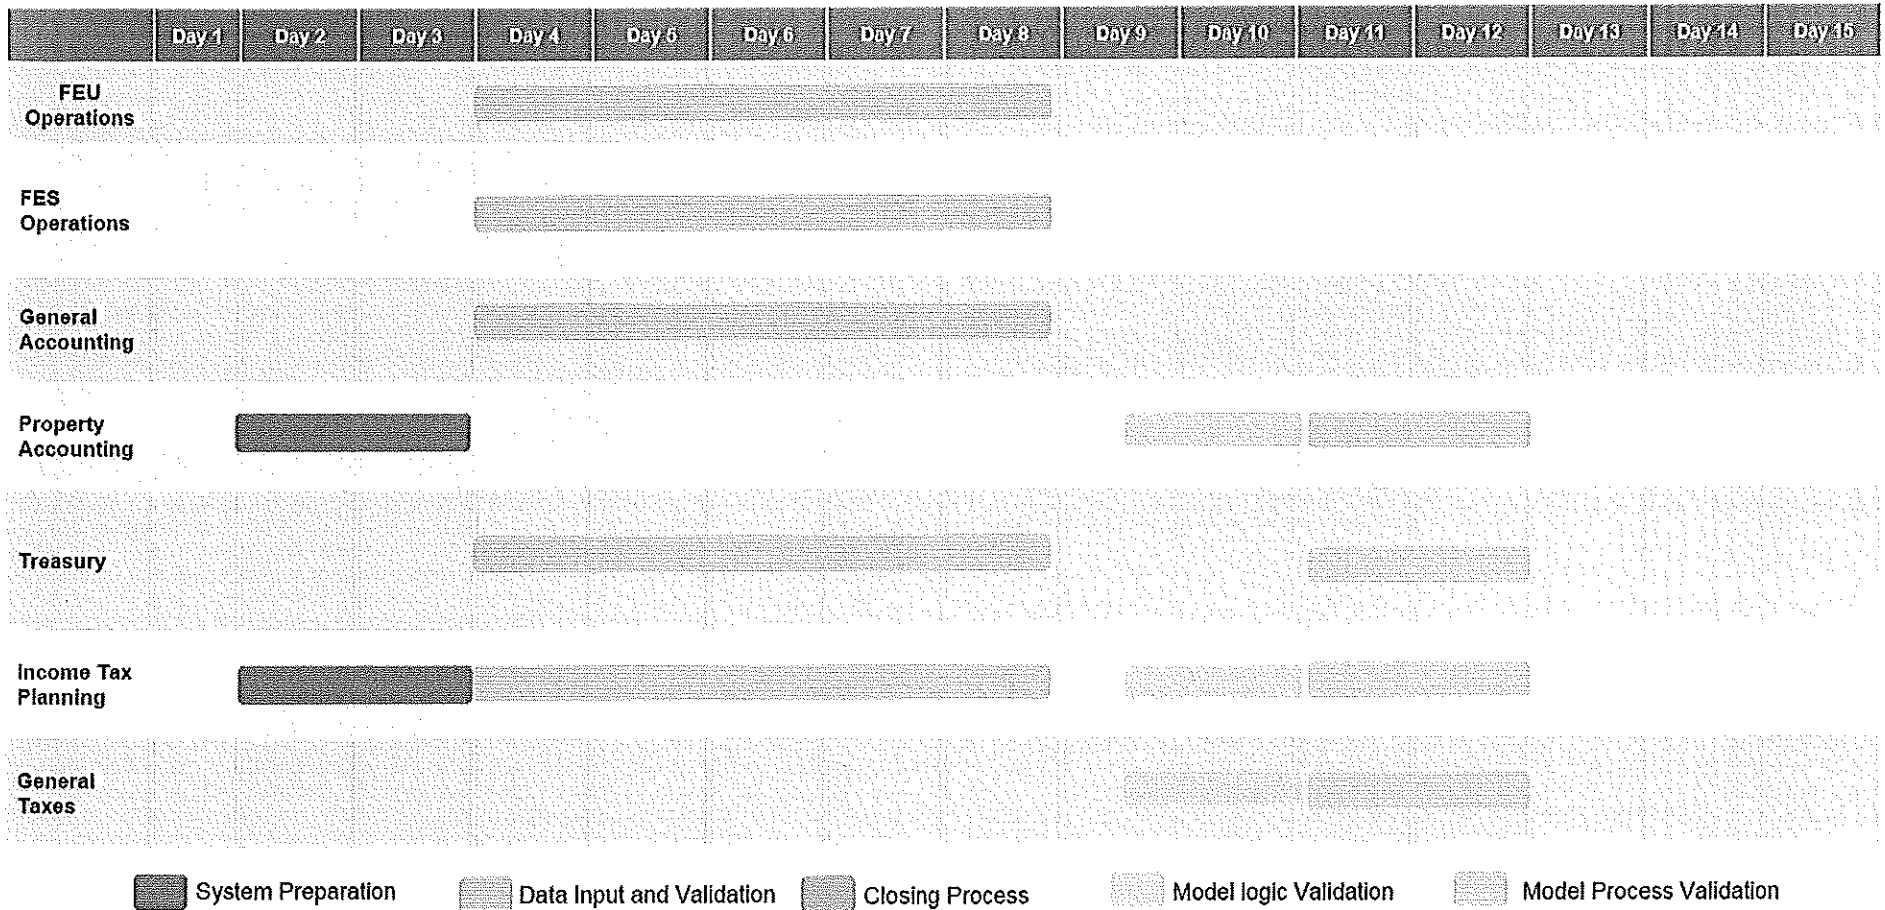 Day 1 Day 2 Day 3 Day 4 Day 5 Day 6 Day 7 Day 8 Day 9 Day 10 Day 11 Day 12 Day 13 Day 14 Day 15
FEU
Operations
FES
Operations
General
Accounting
Property
Accounting
Treasury
Income Tax
Planning
General
Taxes
System Preparation Data Input and Validation Closing Process Model logic Validation Model Process Validation